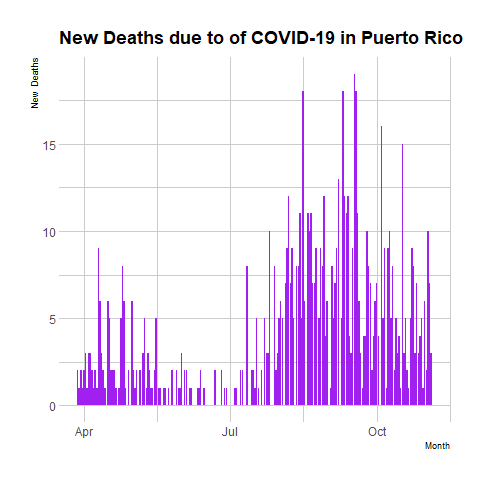 New Deaths due to of COVID-19 in Puerto Rico
New Deaths
15
10
5
0
Apr
Jul
Oct
Month